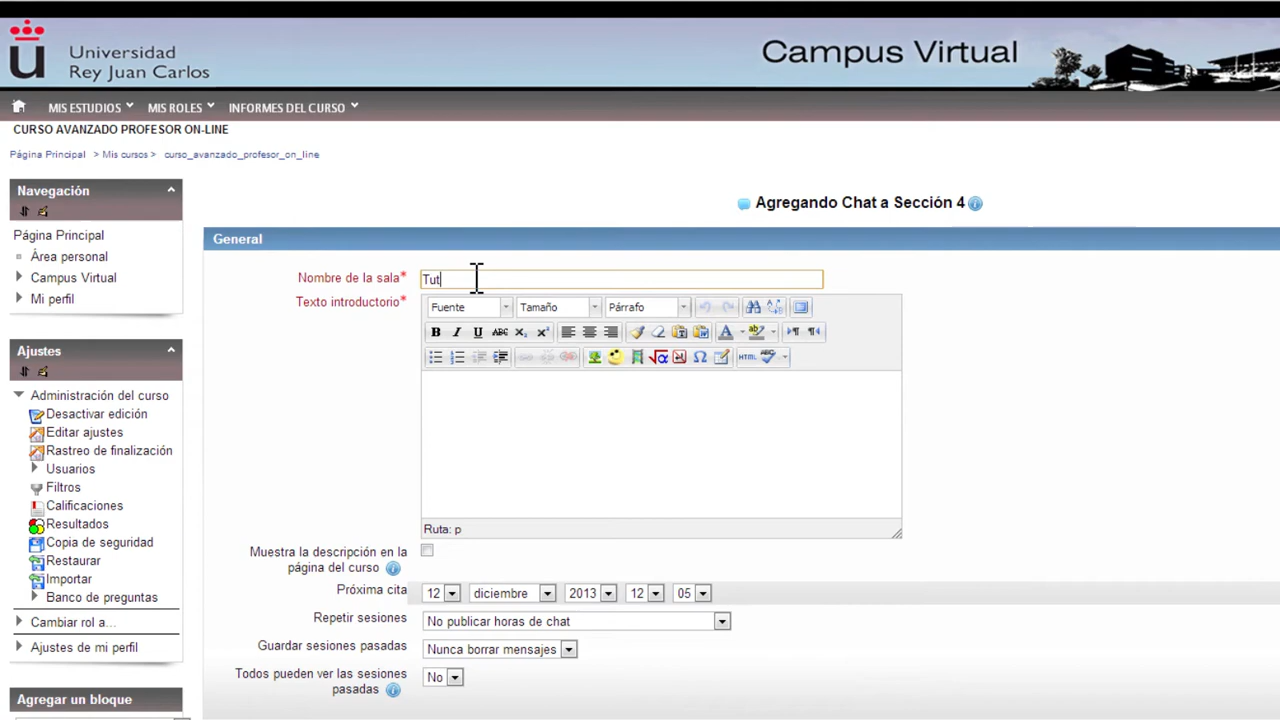 Universidad
Rey Juan Carlos
Campus Virtual
MIS ESTUDIOS MIS ROLES INFORMES DEL CURSO
CURSO AVANZADO PROFESOR ON-LINE
Página Principal > Mis cursos > curso_avanzado_profesor_on_line
Navegación
Página Principal
Área personal
Campus Virtual
Mi perfil
Ajustes
Administración del curso
Desactivar edición
Editar ajustes
Rastreo de finalización
Usuarios
Filtros
Calificaciones
Resultados
Copia de seguridad
Restaurar
Importar
Banco de preguntas
Cambiar rol a...
Ajustes de mi perfil
Agregar un bloque
Agregando Chat a Sección 4
General
Nombre de la sala* Tut
Texto introductorio*
Fuente Tamaño Párrafo
B I U ABC x₂ x²
HTML
Ruta: p
Muestra la descripción en la
página del curso
Próxima cita 12 diciembre 2013 12 05
Repetir sesiones No publicar horas de chat
Guardar sesiones pasadas Nunca borrar mensajes
Todos pueden ver las sesiones
pasadas No